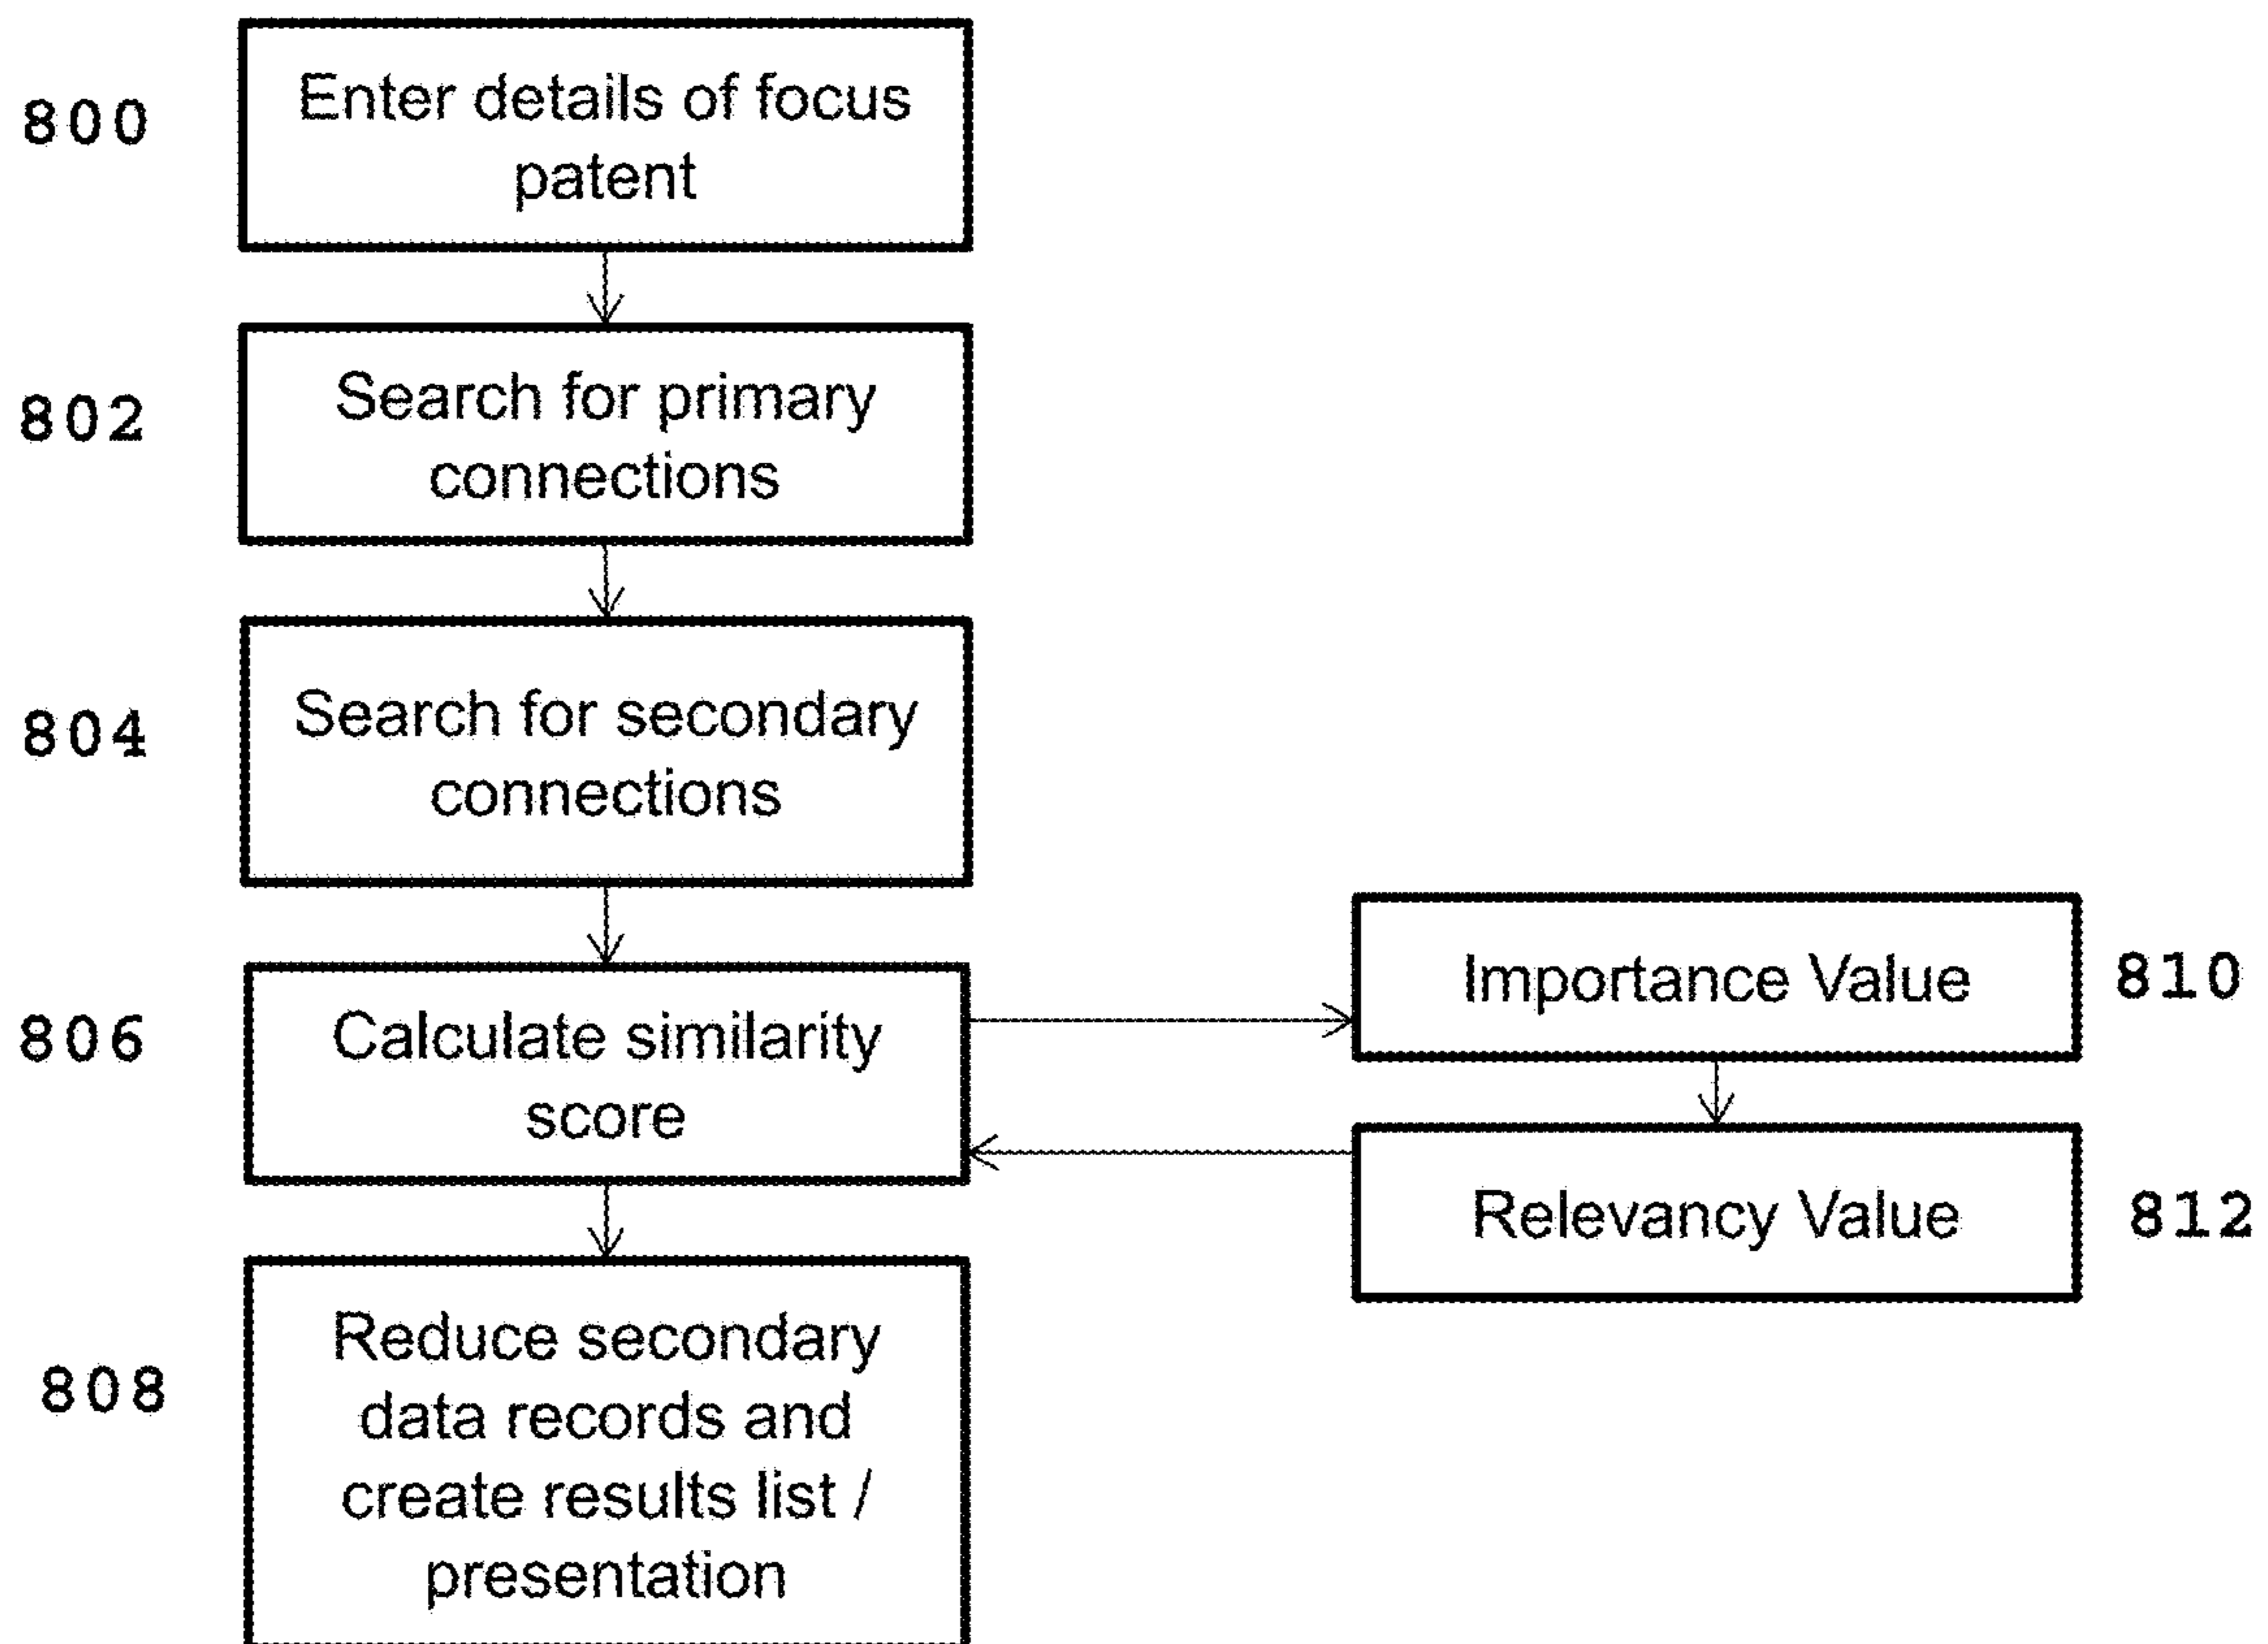 800
Enter details of focus
patent
802
Search for primary
connections
804
Search for secondary
connections
806
Calculate similarity
score
Importance Value
810
Relevancy Value
812
808
Reduce secondary
data records and
create results list /
presentation